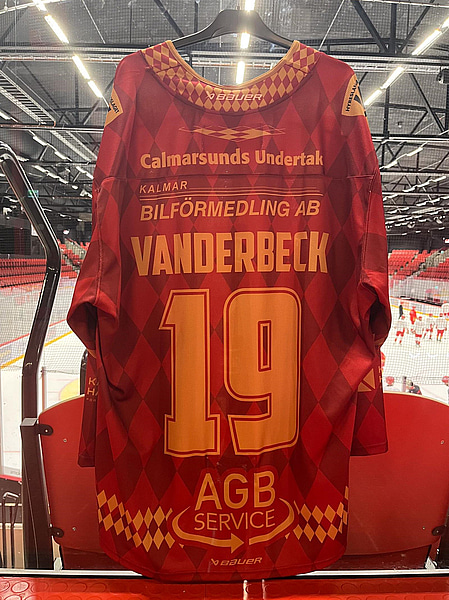 BAUER
Calmarsunds Undertak
KALMAR
BILFÖRMEDLING AB
VANDERBECK
19
AGB
SERVICE
BAUER